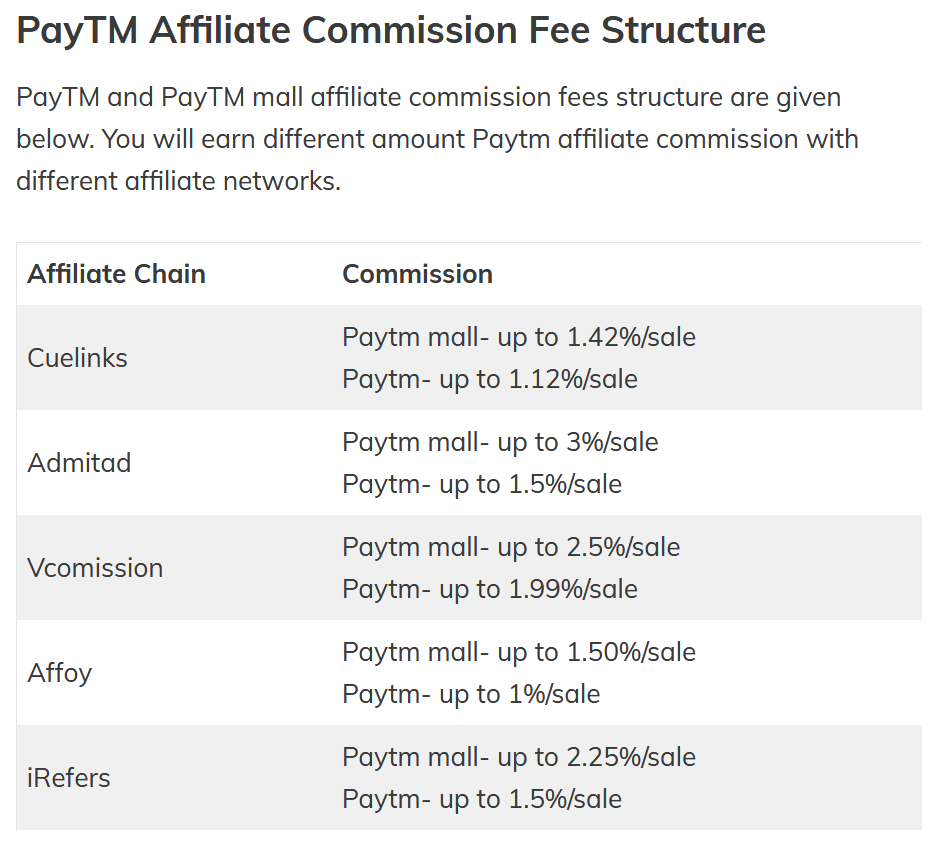 PayTM Affiliate Commission Fee Structure
PayTM and PayTM mall affiliate commission fees structure are given
below. You will earn different amount Paytm affiliate commission with
different affiliate networks.
Affiliate Chain Commission
Cuelinks
Paytm mall- up to 1.42%/sale
Paytm- up to 1.12%/sale
Admitad
Paytm mall- up to 3%/sale
Paytm- up to 1.5%/sale
Vcomission
Paytm mall- up to 2.5%/sale
Paytm- up to 1.99%/sale
Affoy
Paytm mall- up to 1.50%/sale
Paytm- up to 1%/sale
iRefers
Paytm mall- up to 2.25%/sale
Paytm- up to 1.5%/sale